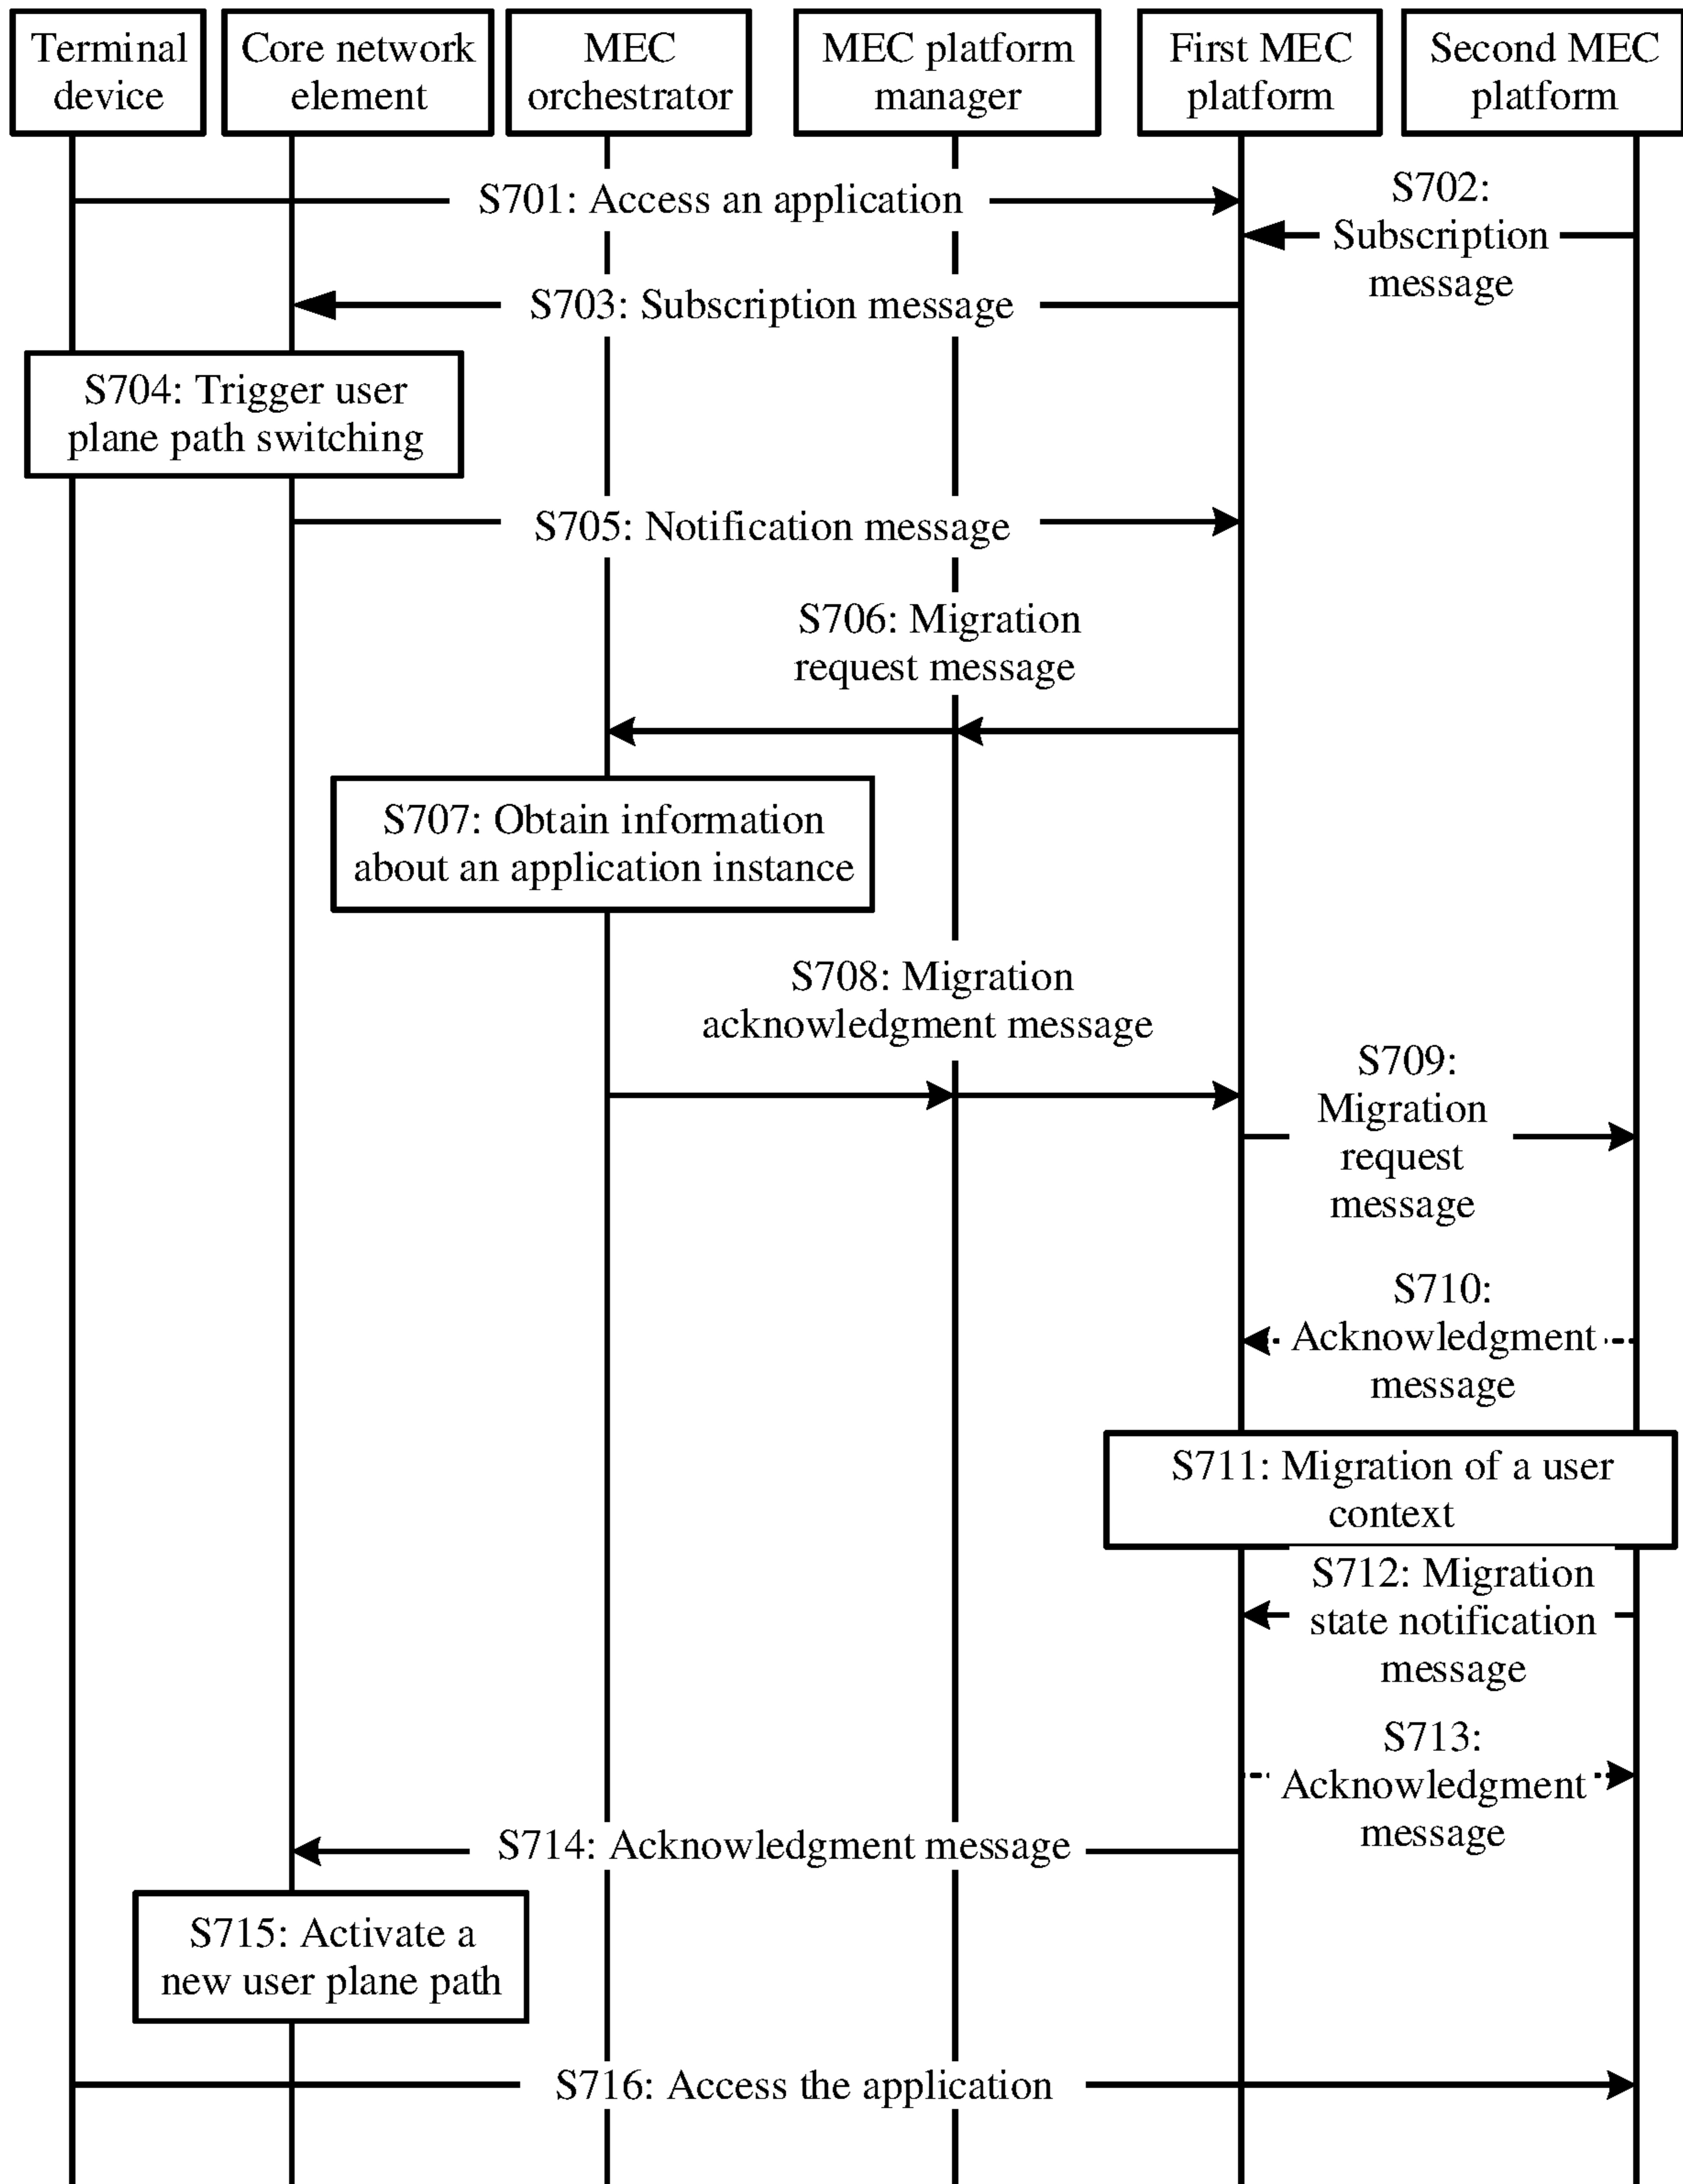 Terminal
device
Core network
element
MEC
orchestrator
MEC platform
manager
First MEC
platform
Second MEC
platform
S701: Access an application
S702:
Subscription
message
S703: Subscription message
S704: Trigger user
plane path switching
S705: Notification message
S706: Migration
request message
S707: Obtain information
about an application instance
S708: Migration
acknowledgment message
S709:
Migration
request
message
S710:
Acknowledgment
message
S711: Migration of a user
context
S712: Migration
state notification
message
S713:
Acknowledgment
message
S714: Acknowledgment message
S715: Activate a
new user plane path
S716: Access the application